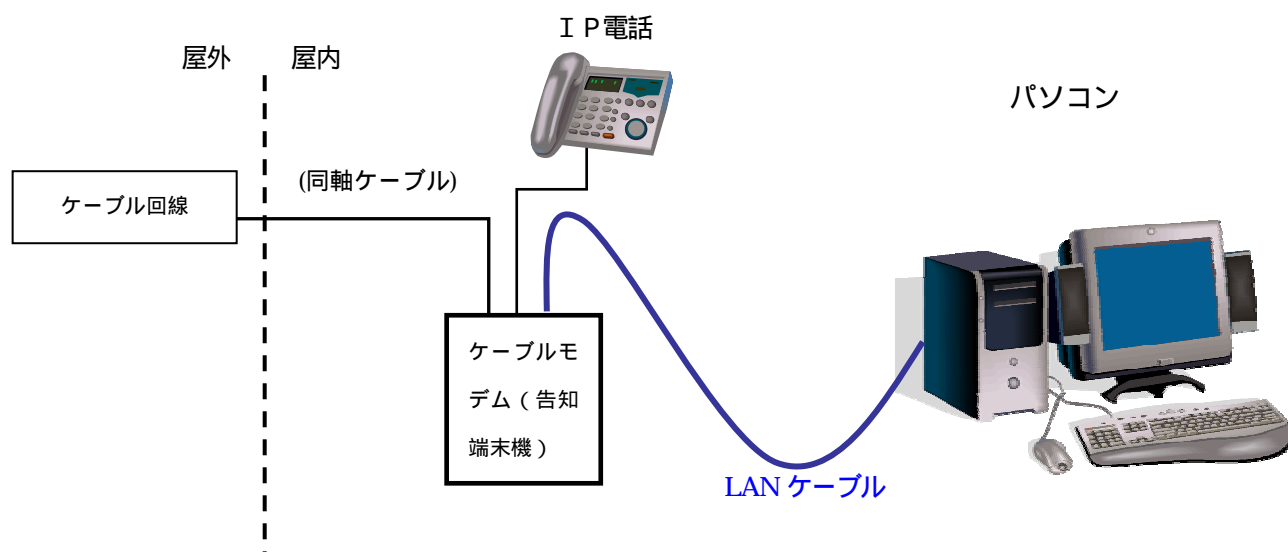 ＩＰ電話
屋外
屋内
パソコン
(同軸ケーブル)
ケーブル回線
ケーブルモ
デム（告知
端末機）
LAN ケーブル